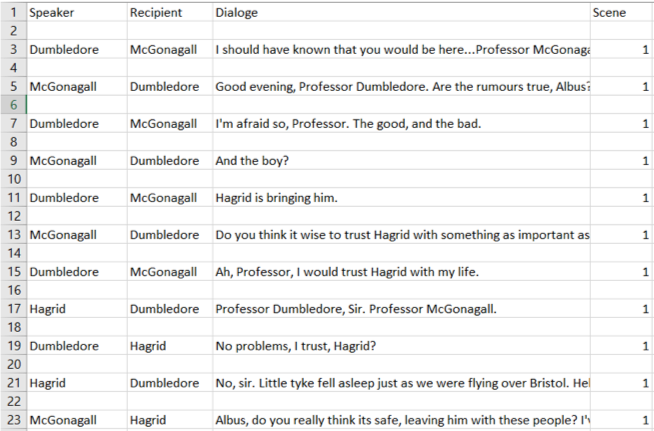 1 Speaker Recipient Dialoge Scene
2
3 Dumbledore McGonagall I should have known that you would be here...Professor 1
4
5 McGonagall Dumbledore Good evening, Professor Dumbledore. Are the rumours true, Albus? 1
6
7 Dumbledore McGonagall I'm afraid so, Professor. The good, and the bad. 1
8
9 McGonagall Dumbledore And the boy? 1
10
11 Dumbledore McGonagall Hagrid is bringing him. 1
12
13 McGonagall Dumbledore Do you think it wise to trust Hagrid with something as important as 1
14
15 Dumbledore McGonagall Ah, Professor, I would trust Hagrid with my life. 1
16
17 Hagrid Dumbledore Professor Dumbledore, Sir. Professor McGonagall. 1
18
19 Dumbledore Hagrid No problems, I trust, Hagrid? 1
20
21 Hagrid Dumbledore No, sir. Little tyke fell asleep just as we were flying over Bristol. 1
22
23 McGonagall Hagrid Albus, do you really think its safe, leaving him with these people? 1